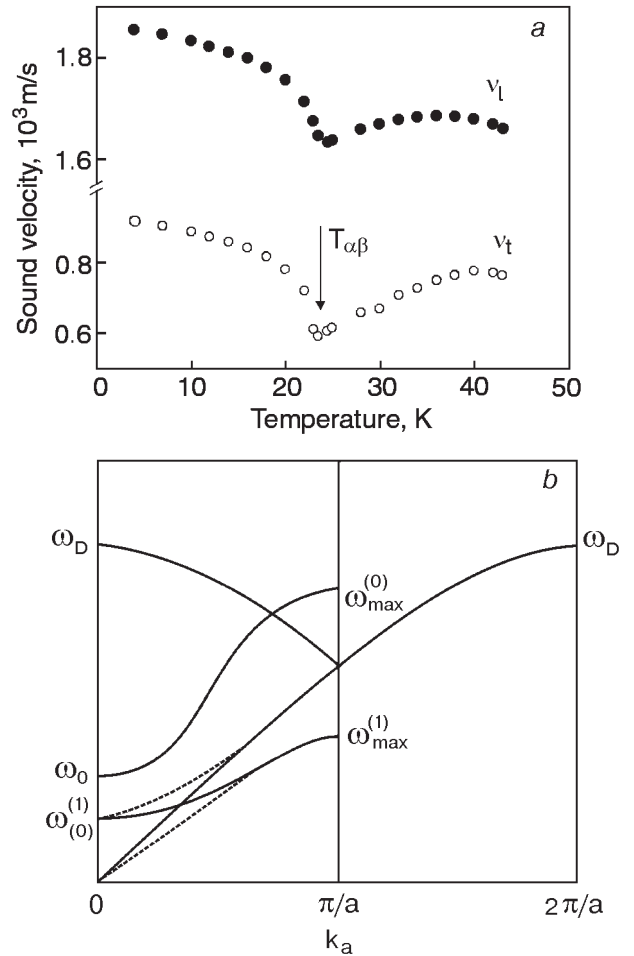 a
1.8
1.6
0.8
0.6
Sound velocity, 10³ m/s
ν_l
ν_t
T_αβ
0 10 20 30 40 50
Temperature, K
b
ω_D
ω_D
ω_max^(0)
ω_0
ω_max^(1)
ω_(0)^(1)
0 π/a 2π/a
k_a